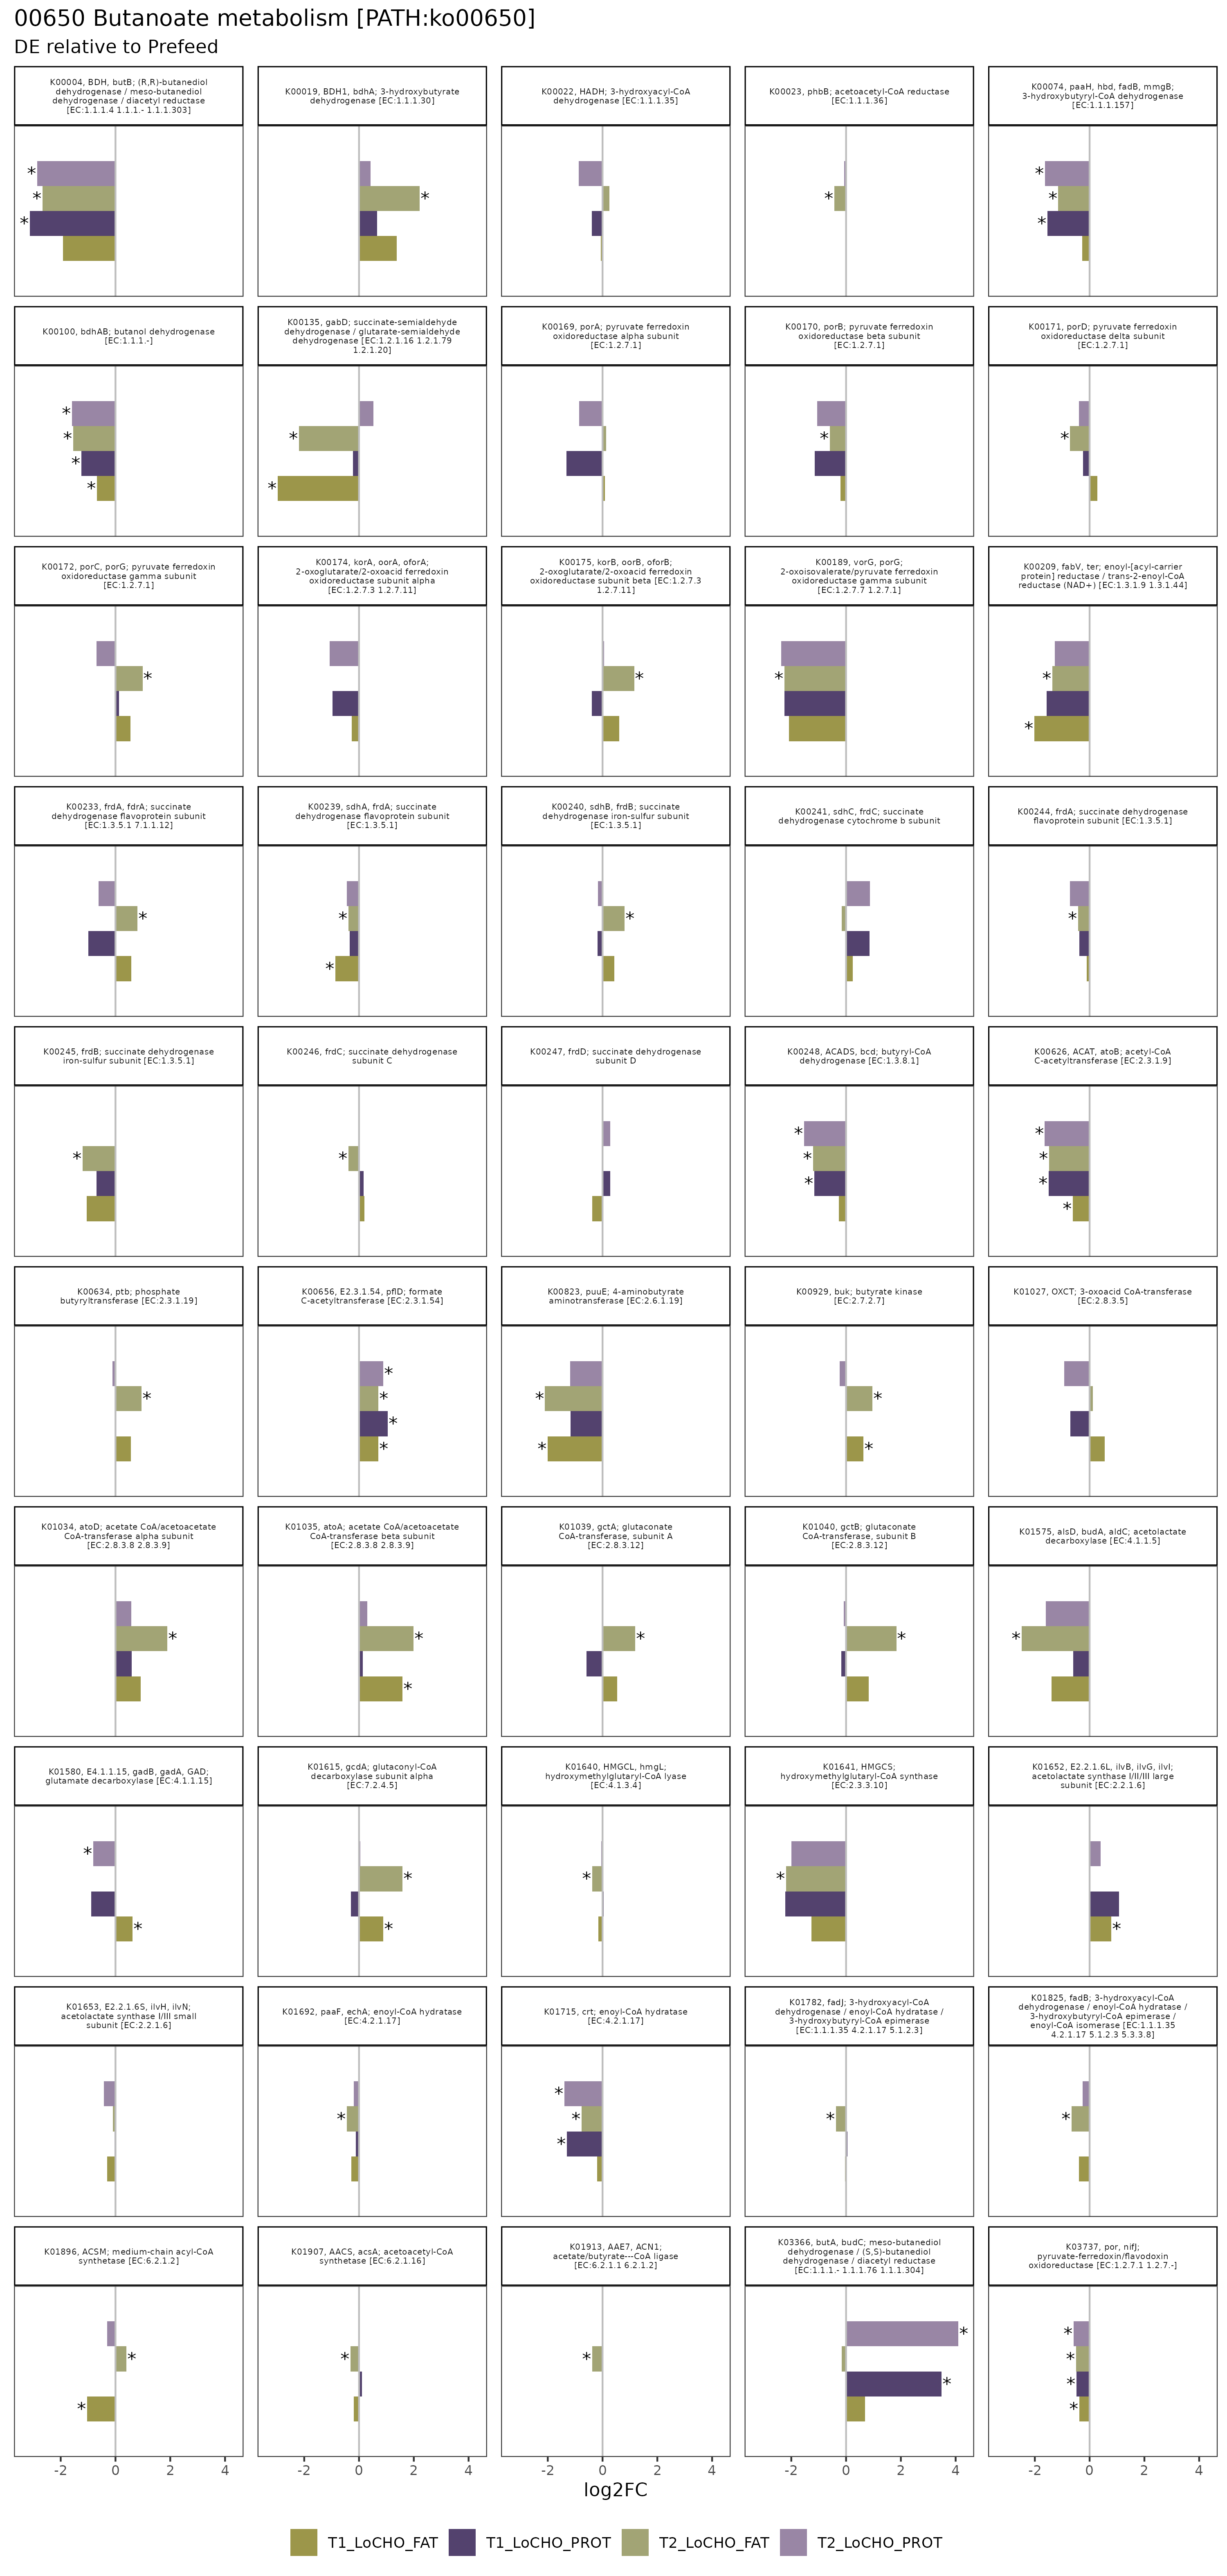 00650 Butanoate metabolism [PATH:ko00650]
DE relative to Prefeed
K00004, BDH, butB; (R,R)-butanediol
dehydrogenase / meso-butanediol
dehydrogenase / diacetyl reductase
[EC:1.1.1.4 1.1.1.- 1.1.1.303]
K00019, BDH1, bdhA; 3-hydroxybutyrate
dehydrogenase [EC:1.1.1.30]
K00022, HADH; 3-hydroxyacyl-CoA
dehydrogenase [EC:1.1.1.35]
K00023, phbB; acetoacetyl-CoA reductase
[EC:1.1.1.36]
K00074, paaH, hbd, fadB, mmgB;
3-hydroxybutyryl-CoA dehydrogenase
[EC:1.1.1.157]
K00100, bdhAB; butanol dehydrogenase
[EC:1.1.1.-]
K00135, gabD; succinate-semialdehyde
dehydrogenase / glutarate-semialdehyde
dehydrogenase [EC:1.2.1.16 1.2.1.79
1.2.1.20]
K00169, porA; pyruvate ferredoxin
oxidoreductase alpha subunit
[EC:1.2.7.1]
K00170, porB; pyruvate ferredoxin
oxidoreductase beta subunit
[EC:1.2.7.1]
K00171, porD; pyruvate ferredoxin
oxidoreductase delta subunit
[EC:1.2.7.1]
K00172, porC, porG; pyruvate ferredoxin
oxidoreductase gamma subunit
[EC:1.2.7.1]
K00174, korA, oorA, oforA;
2-oxoglutarate/2-oxoacid ferredoxin
oxidoreductase subunit alpha
[EC:1.2.7.3 1.2.7.11]
K00175, korB, oorB, oforB;
2-oxoglutarate/2-oxoacid ferredoxin
oxidoreductase subunit beta [EC:1.2.7.3
1.2.7.11]
K00189, vorG, porG;
2-oxoisovalerate/pyruvate ferredoxin
oxidoreductase gamma subunit
[EC:1.2.7.7 1.2.7.1]
K00209, fabV, ter; enoyl-[acyl-carrier
protein] reductase / trans-2-enoyl-CoA
reductase (NAD+) [EC:1.3.1.9 1.3.1.44]
K00233, frdA, fdrA; succinate
dehydrogenase flavoprotein subunit
[EC:1.3.5.1 7.1.1.12]
K00239, sdhA, frdA; succinate
dehydrogenase flavoprotein subunit
[EC:1.3.5.1]
K00240, sdhB, frdB; succinate
dehydrogenase iron-sulfur subunit
[EC:1.3.5.1]
K00241, sdhC, frdC; succinate
dehydrogenase cytochrome b subunit
K00244, frdA; succinate dehydrogenase
flavoprotein subunit [EC:1.3.5.1]
K00245, frdB; succinate dehydrogenase
iron-sulfur subunit [EC:1.3.5.1]
K00246, frdC; succinate dehydrogenase
subunit C
K00247, frdD; succinate dehydrogenase
subunit D
K00248, ACADS, bcd; butyryl-CoA
dehydrogenase [EC:1.3.8.1]
K00626, ACAT, atoB; acetyl-CoA
C-acetyltransferase [EC:2.3.1.9]
K00634, ptb; phosphate
butyryltransferase [EC:2.3.1.19]
K00656, E2.3.1.54, pflD; formate
C-acetyltransferase [EC:2.3.1.54]
K00823, puuE; 4-aminobutyrate
aminotransferase [EC:2.6.1.19]
K00929, buk; butyrate kinase
[EC:2.7.2.7]
K01027, OXCT; 3-oxoacid CoA-transferase
[EC:2.8.3.5]
K01034, atoD; acetate CoA/acetoacetate
CoA-transferase alpha subunit
[EC:2.8.3.8 2.8.3.9]
K01035, atoA; acetate CoA/acetoacetate
CoA-transferase beta subunit
[EC:2.8.3.8 2.8.3.9]
K01039, gctA; glutaconate
CoA-transferase, subunit A
[EC:2.8.3.12]
K01040, gctB; glutaconate
CoA-transferase, subunit B
[EC:2.8.3.12]
K01575, alsD, budA, aldC; acetolactate
decarboxylase [EC:4.1.1.5]
K01580, E4.1.1.15, gadB, gadA, GAD;
glutamate decarboxylase [EC:4.1.1.15]
K01615, gcdA; glutaconyl-CoA
decarboxylase subunit alpha
[EC:7.2.4.5]
K01640, HMGCL, hmgL;
hydroxymethylglutaryl-CoA lyase
[EC:4.1.3.4]
K01641, HMGCS;
hydroxymethylglutaryl-CoA synthase
[EC:2.3.3.10]
K01652, E2.2.1.6L, ilvB, ilvG, ilvI;
acetolactate synthase I/II/III large
subunit [EC:2.2.1.6]
K01653, E2.2.1.6S, ilvH, ilvN;
acetolactate synthase I/III small
subunit [EC:2.2.1.6]
K01692, paaF, echA; enoyl-CoA hydratase
[EC:4.2.1.17]
K01715, crt; enoyl-CoA hydratase
[EC:4.2.1.17]
K01782, fadJ; 3-hydroxyacyl-CoA
dehydrogenase / enoyl-CoA hydratase /
3-hydroxybutyryl-CoA epimerase
[EC:1.1.1.35 4.2.1.17 5.1.2.3]
K01825, fadB; 3-hydroxyacyl-CoA
dehydrogenase / enoyl-CoA hydratase /
3-hydroxybutyryl-CoA epimerase /
enoyl-CoA isomerase [EC:1.1.1.35
4.2.1.17 5.1.2.3 5.3.3.8]
K01896, ACSM; medium-chain acyl-CoA
synthetase [EC:6.2.1.2]
K01907, AACS, acsA; acetoacetyl-CoA
synthetase [EC:6.2.1.16]
K01913, AAE7, ACN1;
acetate/butyrate---CoA ligase
[EC:6.2.1.1 6.2.1.2]
K03366, butA, budC; meso-butanediol
dehydrogenase / (S,S)-butanediol
dehydrogenase / diacetyl reductase
[EC:1.1.1.- 1.1.1.76 1.1.1.304]
K03737, por, nifJ;
pyruvate-ferredoxin/flavodoxin
oxidoreductase [EC:1.2.7.1 1.2.7.-]
-2 0 2 4 -2 0 2 4 -2 0 2 4 -2 0 2 4 -2 0 2 4
log2FC
T1_LoCHO_FAT T1_LoCHO_PROT T2_LoCHO_FAT T2_LoCHO_PROT